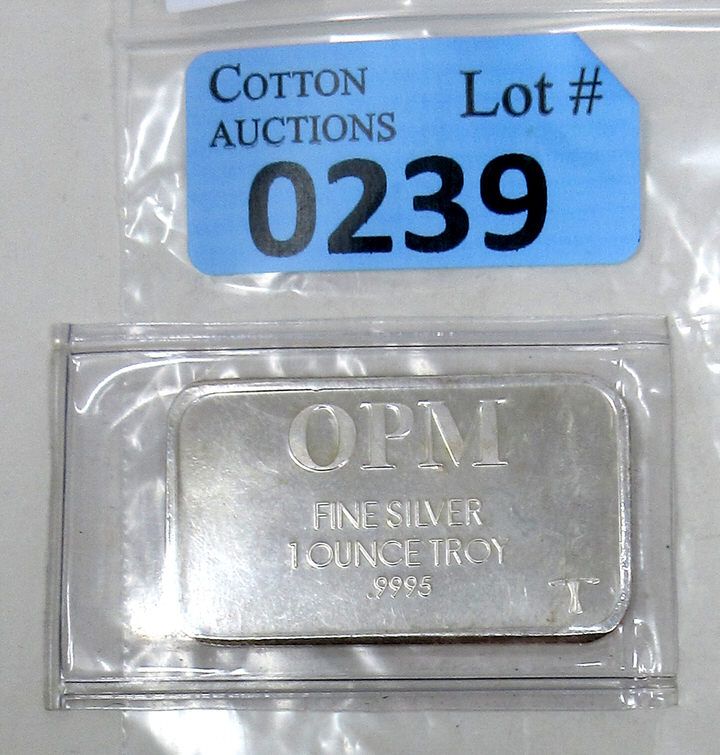 COTTON AUCTIONS
Lot #
0239
OPM
FINE SILVER
1 OUNCE TROY
.9995
T